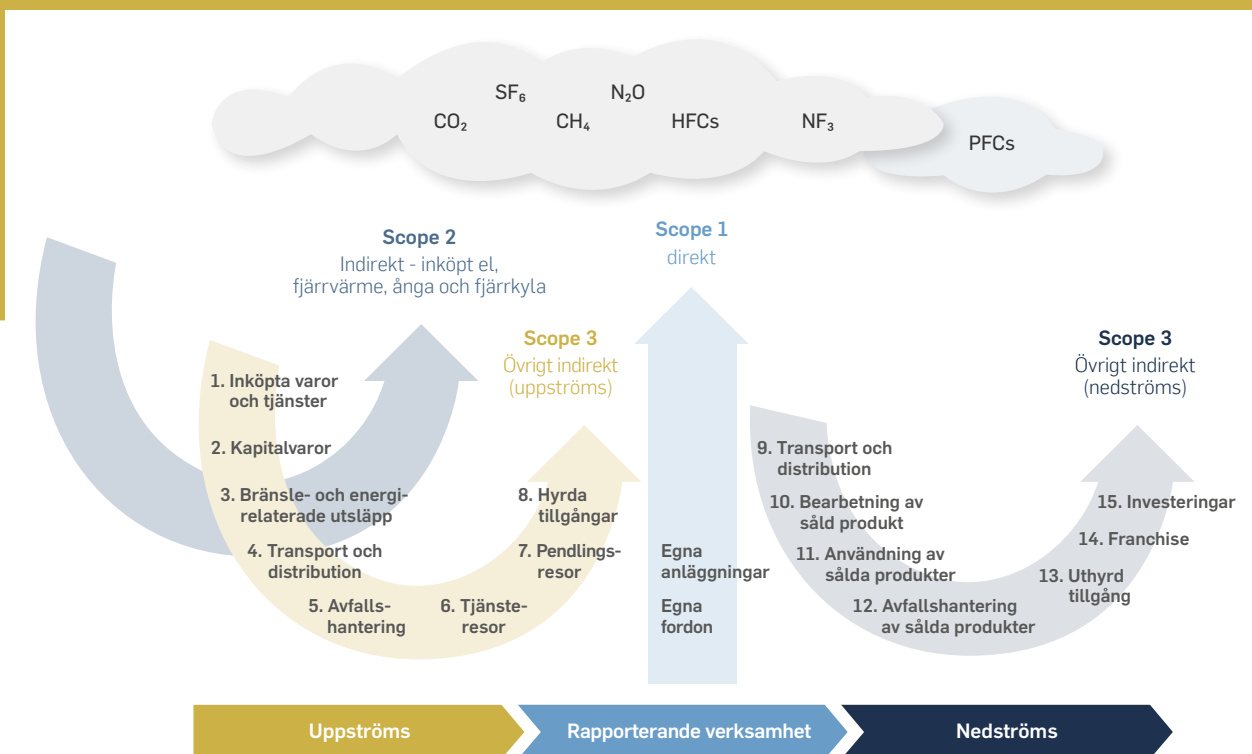 SF₆
N₂O
CO₂
CH₄
HFCs
NF₃
PFCs
Scope 2
Indirekt - inköpt el,
fjärrvärme, ånga och fjärrkyla
Scope 1
direkt
Scope 3
Övrigt indirekt
(uppströms)
Scope 3
Övrigt indirekt
(nedströms)
1. Inköpta varor
och tjänster
2. Kapitalvaror
3. Bränsle- och energi-
relaterade utsläpp
4. Transport och
distribution
5. Avfalls-
hantering
6. Tjänste-
resor
7. Pendlings-
resor
8. Hyrda
tillgångar
Egna
anläggningar
Egna
fordon
9. Transport och
distribution
10. Bearbetning av
såld produkt
11. Användning av
sålda produkter
12. Avfallshantering
av sålda produkter
13. Uthyrd
tillgång
14. Franchise
15. Investeringar
Uppströms
Rapporterande verksamhet
Nedströms